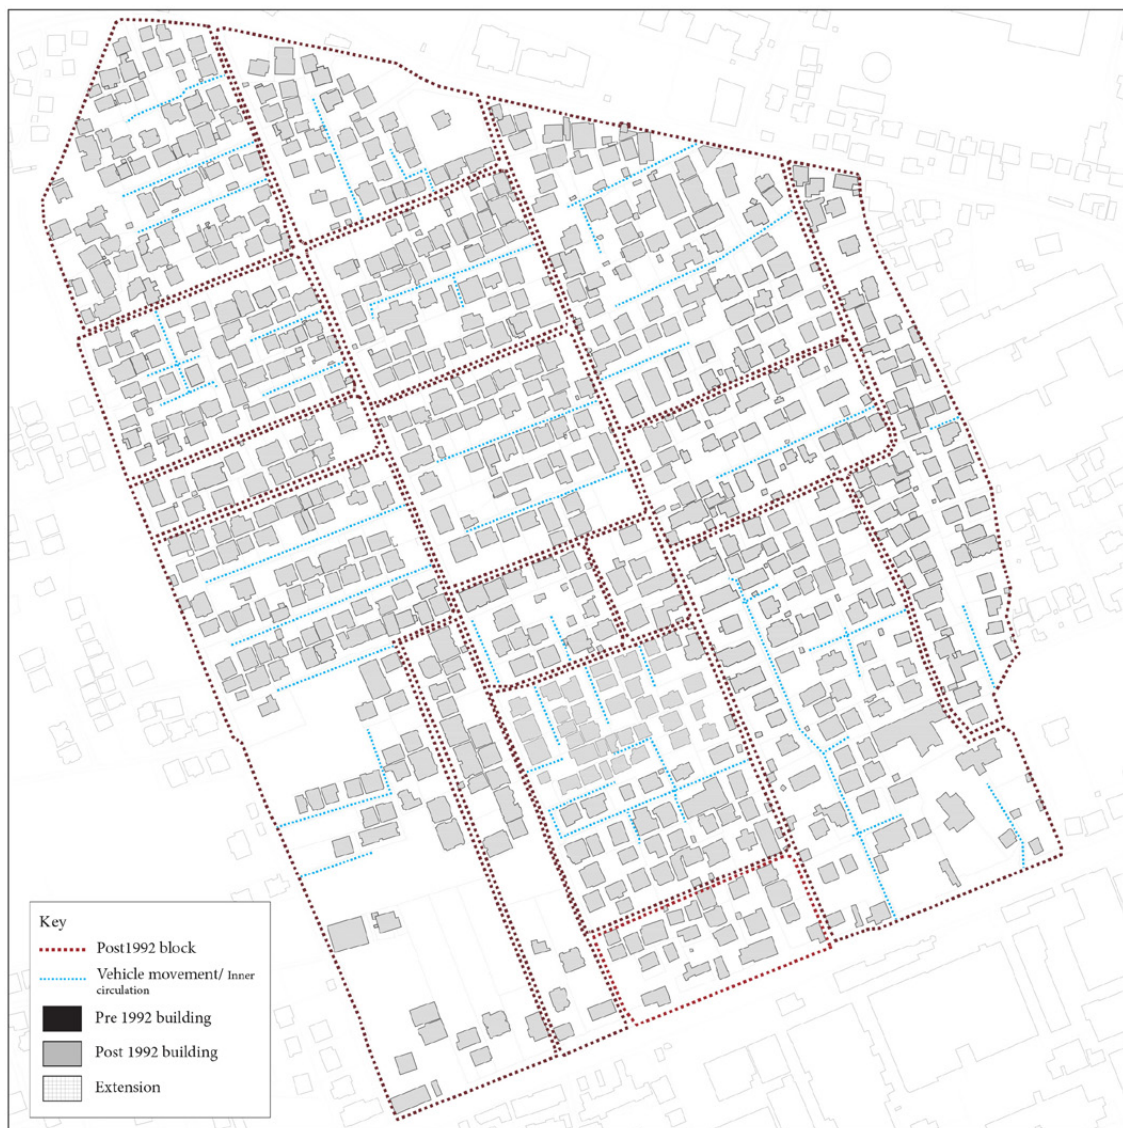 Key
Post1992 block
Vehicle movement/ Inner
circulation
Pre 1992 building
Post 1992 building
Extension